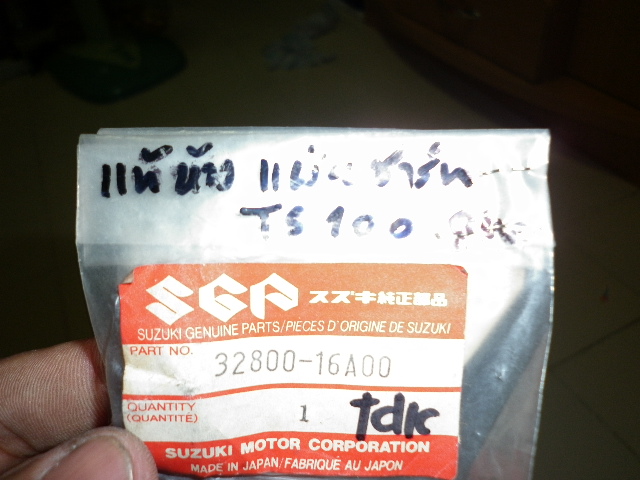 แท้ห้าง แผ่นชาร์ท
TS 100
SGP スズキ純正部品
SUZUKI GENUINE PARTS/PIECES D'ORIGINE DE SUZUKI
PART NO. 32800-16A00
QUANTITY
(QUANTITÉ) 1 tdk
SUZUKI MOTOR CORPORATION
MADE IN JAPAN/FABRIQUÉ AU JAPON